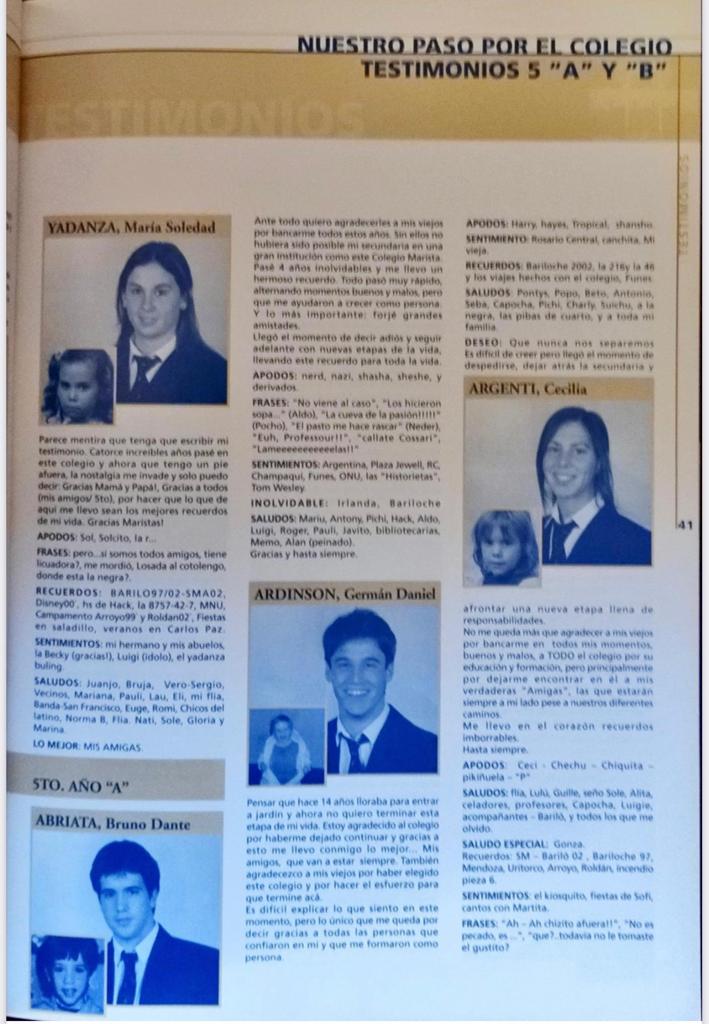 NUESTRO PASO POR EL COLEGIO
TESTIMONIOS 5 "A" Y "B"
TESTIMONIOS
TESTIMONIOS
YADANZA, María Soledad
Parece mentira que tenga que escribir mi
testimonio. Catorce increíbles años pasé en
este colegio y ahora que tengo un pie
afuera, la nostalgia me invade y solo puedo
decir: Gracias Mamá y Papá!, Gracias a todos
(mis amigos/ 5to), por hacer que lo que de
aquí me llevo sean los mejores recuerdos
de mi vida. Gracias Maristas!
APODOS: Sol, Solcito, la r...
FRASES: pero...si somos todos amigos, tiene
licuadora?, me mordió, Losada al cotolengo,
donde esta la negra?.
RECUERDOS: BARILO97/02-SMA02,
Disney00', hs de Hack, la 8757-42-7, MNU,
Campamento Arroyo99' y Roldan02', Fiestas
en saladillo, veranos en Carlos Paz.
SENTIMIENTOS: mi hermano y mis abuelos,
la Becky (gracias!), Luigi (idolo), el yadanza
buling.
SALUDOS: Juanjo, Bruja, Vero-Sergio,
Vecinos, Mariana, Pauli, Lau, Eli, mi flia,
Banda-San Francisco, Euge, Romi, Chicos del
latino, Norma B, Flia. Nati, Sole, Gloria y
Marina.
LO MEJOR: MIS AMIGAS.
5TO. AÑO "A"
ABRIATA, Bruno Dante
Ante todo quiero agradecerles a mis viejos
por bancarme todos estos años. Sin ellos no
hubiera sido posible mi secundaria en una
gran institución como este Colegio Marista.
Pasé 4 años inolvidables y me llevo un
hermoso recuerdo. Todo pasó muy rápido,
alternando momentos buenos y malos, pero
que me ayudaron a crecer como persona.
Y lo más importante: forjé grandes
amistades.
Llegó el momento de decir adiós y seguir
adelante con nuevas etapas de la vida,
llevando este recuerdo para toda la vida.
APODOS: nerd, nazi, shasha, sheshe, y
derivados.
FRASES: "No viene al caso", "Los hicieron
sopa..." (Aldo), "La cueva de la pasión!!!!!"
(Pocho), "El pasto me hace rascar" (Neder),
"Euh, Professour!!", "callate Cossari",
"Lameeeeeeeeeeelas!!"
SENTIMIENTOS: Argentina, Plaza Jewell, RC,
Champaquí, Funes, ONU, las "Historietas",
Tom Wesley.
INOLVIDABLE: Irlanda, Bariloche
SALUDOS: Mariu, Antony, Pichi, Hack, Aldo,
Luigi, Roger, Pauli, Javito, bibliotecarias,
Memo, Alan (peinado).
Gracias y hasta siempre.
ARDINSON, Germán Daniel
Pensar que hace 14 años lloraba para entrar
a jardín y ahora no quiero terminar esta
etapa de mi vida. Estoy agradecido al colegio
por haberme dejado continuar y gracias a
esto me llevo conmigo lo mejor... Mis
amigos, que van a estar siempre. También
agradecezco a mis viejos por haber elegido
este colegio y por hacer el esfuerzo para
que termine acá.
Es difícil explicar lo que siento en este
momento, pero lo único que me queda por
decir gracias a todas las personas que
confiaron en mi y que me formaron como
persona.
APODOS: Harry, hayes, Tropical, shansho.
SENTIMIENTO: Rosario Central, canchita, Mi
vieja.
RECUERDOS: Bariloche 2002, la 216y la 46
y los viajes hechos con el colegio, Funes.
SALUDOS: Pontys, Popo, Beto, Antonio,
Seba, Capocha, Pichi, Charly, Suichu, a la
negra, las pibas de cuarto, y a toda mi
familia.
DESEO: Que nunca nos separemos
Es difícil de creer pero llegó el momento de
despedirse, dejar atrás la secundaria y
ARGENTI, Cecilia
41
afrontar una nueva etapa llena de
responsabilidades.
No me queda más que agradecer a mis viejos
por bancarme en todos mis momentos,
buenos y malos, a TODO el colegio por su
educación y formación, pero principalmente
por dejarme encontrar en él a mis
verdaderas "Amigas", las que estarán
siempre a mi lado pese a nuestros diferentes
caminos.
Me llevo en el corazón recuerdos
imborrables.
Hasta siempre.
APODOS: Ceci - Chechu - Chiquita -
pikiñuela - "P"
SALUDOS: flia, Lulú, Guille, seño Sole, Alita,
celadores, profesores, Capocha, Luigie,
acompañantes - Bariló, y todos los que me
olvido.
SALUDO ESPECIAL: Gonza.
Recuerdos: SM - Bariló 02 , Bariloche 97,
Mendoza, Uritorco, Arroyo, Roldán, incendio
pieza 6.
SENTIMIENTOS: el kiosquito, fiestas de Sofi,
cantos con Martita.
FRASES: "Ah - Ah chizito afuera!!", "No es
pecado, es ...", "que?..todavía no le tomaste
el gustito?